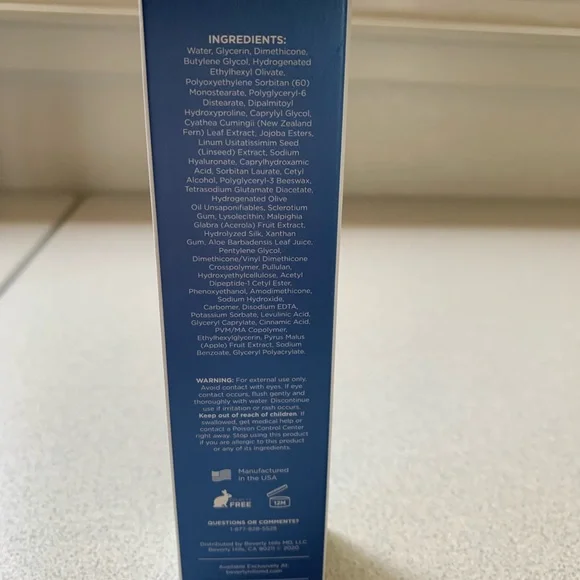 INGREDIENTS:
Water, Glycerin, Dimethicone,
Butylene Glycol, Hydrogenated
Ethylhexyl Olivate,
Polyoxyethylene Sorbitan (60)
Monostearate, Polyglyceryl-6
Distearate, Dipalmitoyl
Hydroxyproline, Caprylyl Glycol,
Cyathea Cumingii (New Zealand
Fern) Leaf Extract, Jojoba Esters,
Linum Usitatissimim Seed
(Linseed) Extract, Sodium
Hyaluronate, Caprylhydroxamic
Acid, Sorbitan Laurate, Cetyl
Alcohol, Polyglyceryl-3 Beeswax,
Tetrasodium Glutamate Diacetate,
Hydrogenated Olive
Oil Unsaponifiables, Sclerotium
Gum, Lysolecithin, Malpighia
Glabra (Acerola) Fruit Extract,
Hydrolyzed Silk, Xanthan
Gum, Aloe Barbadensis Leaf Juice,
Pentylene Glycol,
Dimethicone/Vinyl Dimethicone
Crosspolymer, Pullulan,
Hydroxyethylcellulose, Acetyl
Dipeptide-1 Cetyl Ester,
Phenoxyethanol, Amodimethicone,
Sodium Hydroxide,
Carbomer, Disodium EDTA,
Potassium Sorbate, Levulinic Acid,
Glyceryl Caprylate, Cinnamic Acid,
PVM/MA Copolymer,
Ethylhexylglycerin, Pyrus Malus
(Apple) Fruit Extract, Sodium
Benzoate, Glyceryl Polyacrylate.
WARNING: For external use only.
Avoid contact with eyes. If eye
contact occurs, flush gently and
thoroughly with water. Discontinue
use if irritation or rash occurs.
Keep out of reach of children. If
swallowed, get medical help or
contact a Poison Control Center
right away. Stop using this product
if you are allergic to this product
or any of its ingredients.
Manufactured
in the USA
FREE
12M
QUESTIONS OR COMMENTS?
Distributed by Beverly Hills MD, LLC
Beverly Hills, CA © 2020
Available Exclusively At: